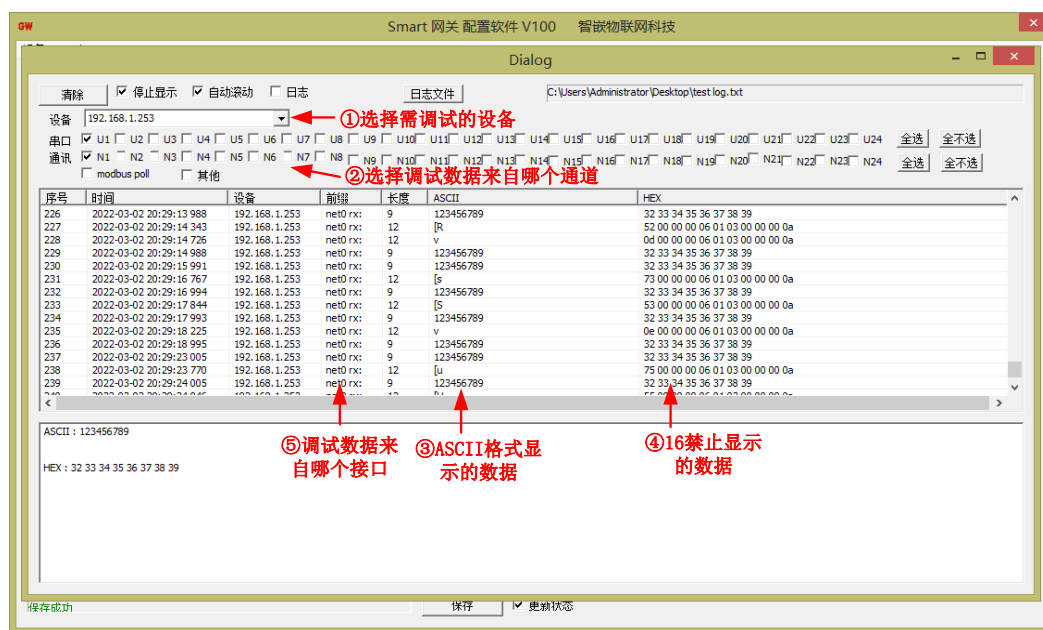 GW Smart 网关 配置软件 V100 智嵌物联网科技
Dialog
清除 停止显示 自动滚动 日志 日志文件 C:\Users\Administrator\Desktop\test log.txt
设备 192.168.1.253 ①选择需调试的设备
串口 U1 U2 U3 U4 U5 U6 U7 U8 U9 U10 U11 U12 U13 U14 U15 U16 U17 U18 U19 U20 U21 U22 U23 U24 全选 全不选
通讯 N1 N2 N3 N4 N5 N6 N7 N8 N9 N10 N11 N12 N13 N14 N15 N16 N17 N18 N19 N20 N21 N22 N23 N24 全选 全不选
modbus poll 其他 ②选择调试数据来自哪个通道
序号 时间 设备 前缀 长度 ASCII HEX
226 2022-03-02 20:29:13 988 192.168.1.253 net0 rx: 9 123456789 32 33 34 35 36 37 38 39
227 2022-03-02 20:29:14 343 192.168.1.253 net0 rx: 12 [R 52 00 00 00 06 01 03 00 00 00 0a
228 2022-03-02 20:29:14 726 192.168.1.253 net0 rx: 12 v 0d 00 00 00 06 01 03 00 00 00 0a
229 2022-03-02 20:29:14 988 192.168.1.253 net0 rx: 9 123456789 32 33 34 35 36 37 38 39
230 2022-03-02 20:29:15 991 192.168.1.253 net0 rx: 9 123456789 32 33 34 35 36 37 38 39
231 2022-03-02 20:29:16 767 192.168.1.253 net0 rx: 12 [s 73 00 00 00 06 01 03 00 00 00 0a
232 2022-03-02 20:29:16 994 192.168.1.253 net0 rx: 9 123456789 32 33 34 35 36 37 38 39
233 2022-03-02 20:29:17 844 192.168.1.253 net0 rx: 12 [S 53 00 00 00 06 01 03 00 00 00 0a
234 2022-03-02 20:29:17 993 192.168.1.253 net0 rx: 9 123456789 32 33 34 35 36 37 38 39
235 2022-03-02 20:29:18 225 192.168.1.253 net0 rx: 12 v 0e 00 00 00 06 01 03 00 00 00 0a
236 2022-03-02 20:29:18 995 192.168.1.253 net0 rx: 9 123456789 32 33 34 35 36 37 38 39
237 2022-03-02 20:29:23 005 192.168.1.253 net0 rx: 9 123456789 32 33 34 35 36 37 38 39
238 2022-03-02 20:29:23 770 192.168.1.253 net0 rx: 12 [u 75 00 00 00 06 01 03 00 00 00 0a
239 2022-03-02 20:29:24 005 192.168.1.253 net0 rx: 9 123456789 32 33 34 35 36 37 38 39
ASCII : 123456789
⑤调试数据来
自哪个接口
③ASCII格式显
示的数据
④16禁止显示
的数据
HEX : 32 33 34 35 36 37 38 39
保存成功 保存 更新状态